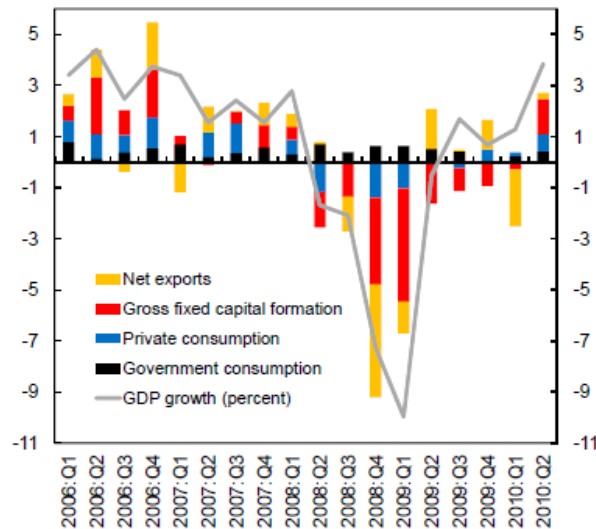 5 5
3 3
1 1
-1 -1
-3 -3
-5 -5
-7 -7
-9 -9
-11 -11
Net exports
Gross fixed capital formation
Private consumption
Government consumption
GDP growth (percent)
2006:Q1
2006:Q2
2006:Q3
2006:Q4
2007:Q1
2007:Q2
2007:Q3
2007:Q4
2008:Q1
2008:Q2
2008:Q3
2008:Q4
2009:Q1
2009:Q2
2009:Q3
2009:Q4
2010:Q1
2010:Q2